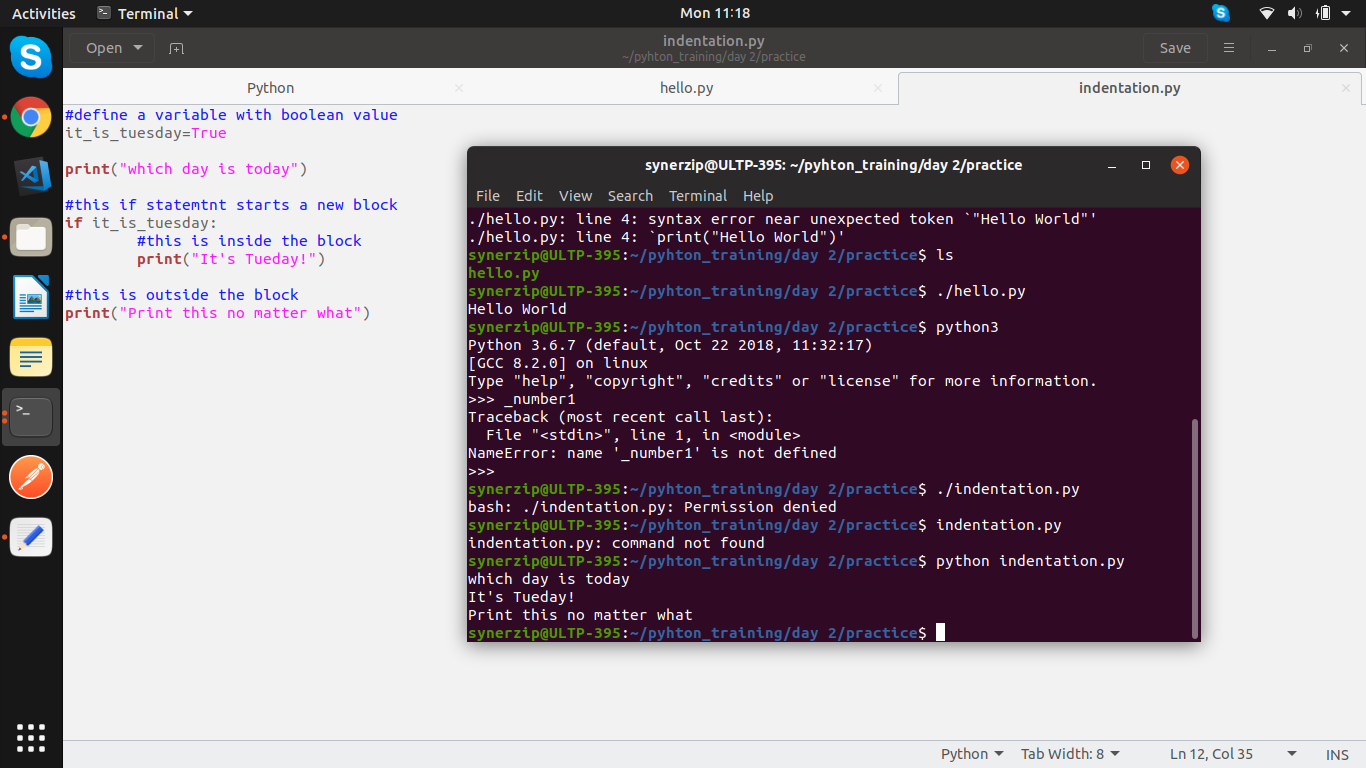 Activities Terminal Mon 11:18
Open indentation.py Save
~/pyhton_training/day 2/practice
Python hello.py indentation.py
#define a variable with boolean value
it_is_tuesday=True
print("which day is today")
#this if statemtnt starts a new block
if it_is_tuesday:
#this is inside the block
print("It's Tueday!")
#this is outside the block
print("Print this no matter what")
synerzip@ULTP-395: ~/pyhton_training/day 2/practice
File Edit View Search Terminal Help
./hello.py: line 4: syntax error near unexpected token `"Hello World"'
./hello.py: line 4: `print("Hello World")'
synerzip@ULTP-395:~/pyhton_training/day 2/practice$ ls
hello.py
synerzip@ULTP-395:~/pyhton_training/day 2/practice$ ./hello.py
Hello World
synerzip@ULTP-395:~/pyhton_training/day 2/practice$ python3
Python 3.6.7 (default, Oct 22 2018, 11:32:17)
[GCC 8.2.0] on linux
Type "help", "copyright", "credits" or "license" for more information.
>>> _number1
Traceback (most recent call last):
File "<stdin>", line 1, in <module>
NameError: name '_number1' is not defined
>>>
synerzip@ULTP-395:~/pyhton_training/day 2/practice$ ./indentation.py
bash: ./indentation.py: Permission denied
synerzip@ULTP-395:~/pyhton_training/day 2/practice$ indentation.py
indentation.py: command not found
synerzip@ULTP-395:~/pyhton_training/day 2/practice$ python indentation.py
which day is today
It's Tueday!
Print this no matter what
synerzip@ULTP-395:~/pyhton_training/day 2/practice$
Python Tab Width: 8 Ln 12, Col 35 INS